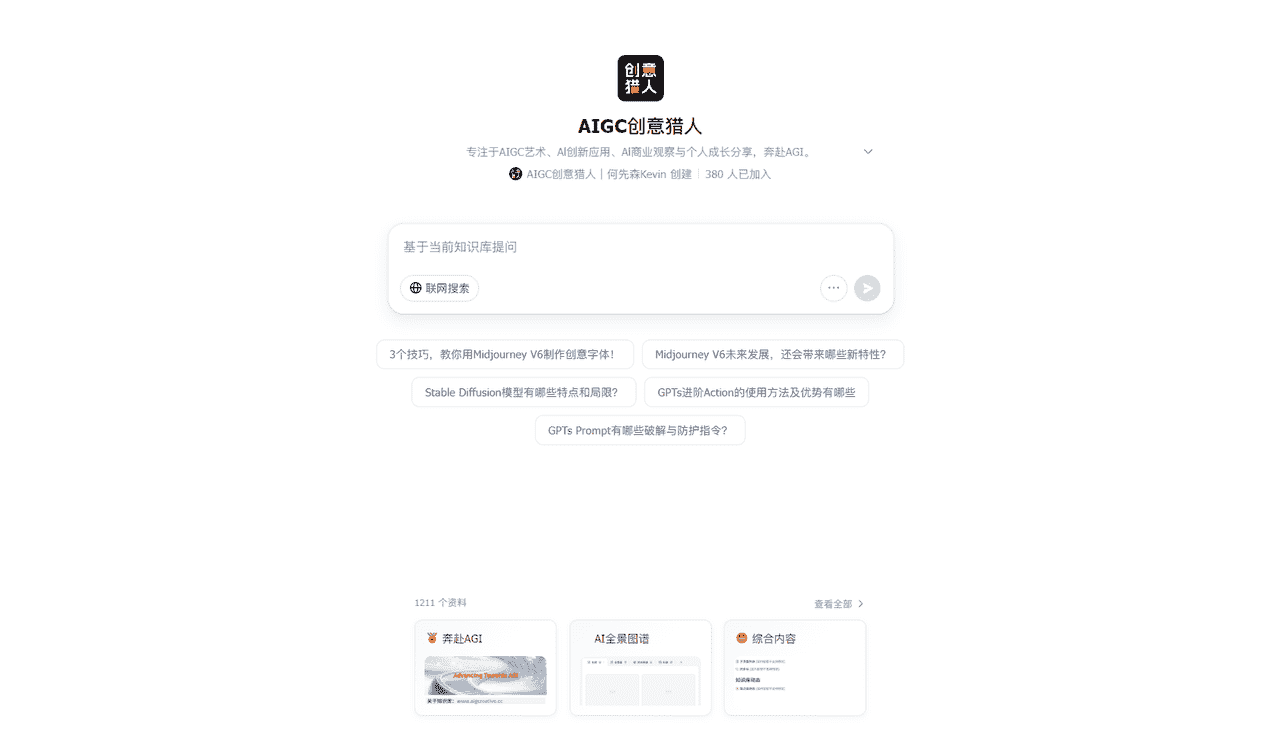 创意
猎人
AIGC创意猎人
专注于AIGC艺术、AI创新应用、AI商业观察与个人成长分享，奔赴AGI。
AIGC创意猎人 | 何先森Kevin 创建 | 380 人已加入
基于当前知识库提问
联网搜索
3个技巧，教你用Midjourney V6制作创意字体！
Midjourney V6未来发展，还会带来哪些新特性？
Stable Diffusion模型有哪些特点和局限？
GPTs进阶Action的使用方法及优势有哪些
GPTs Prompt有哪些破解与防护指令？
1211 个资料
查看全部
奔赴AGI
AI全景图谱
综合内容
Advancing Towards AGI